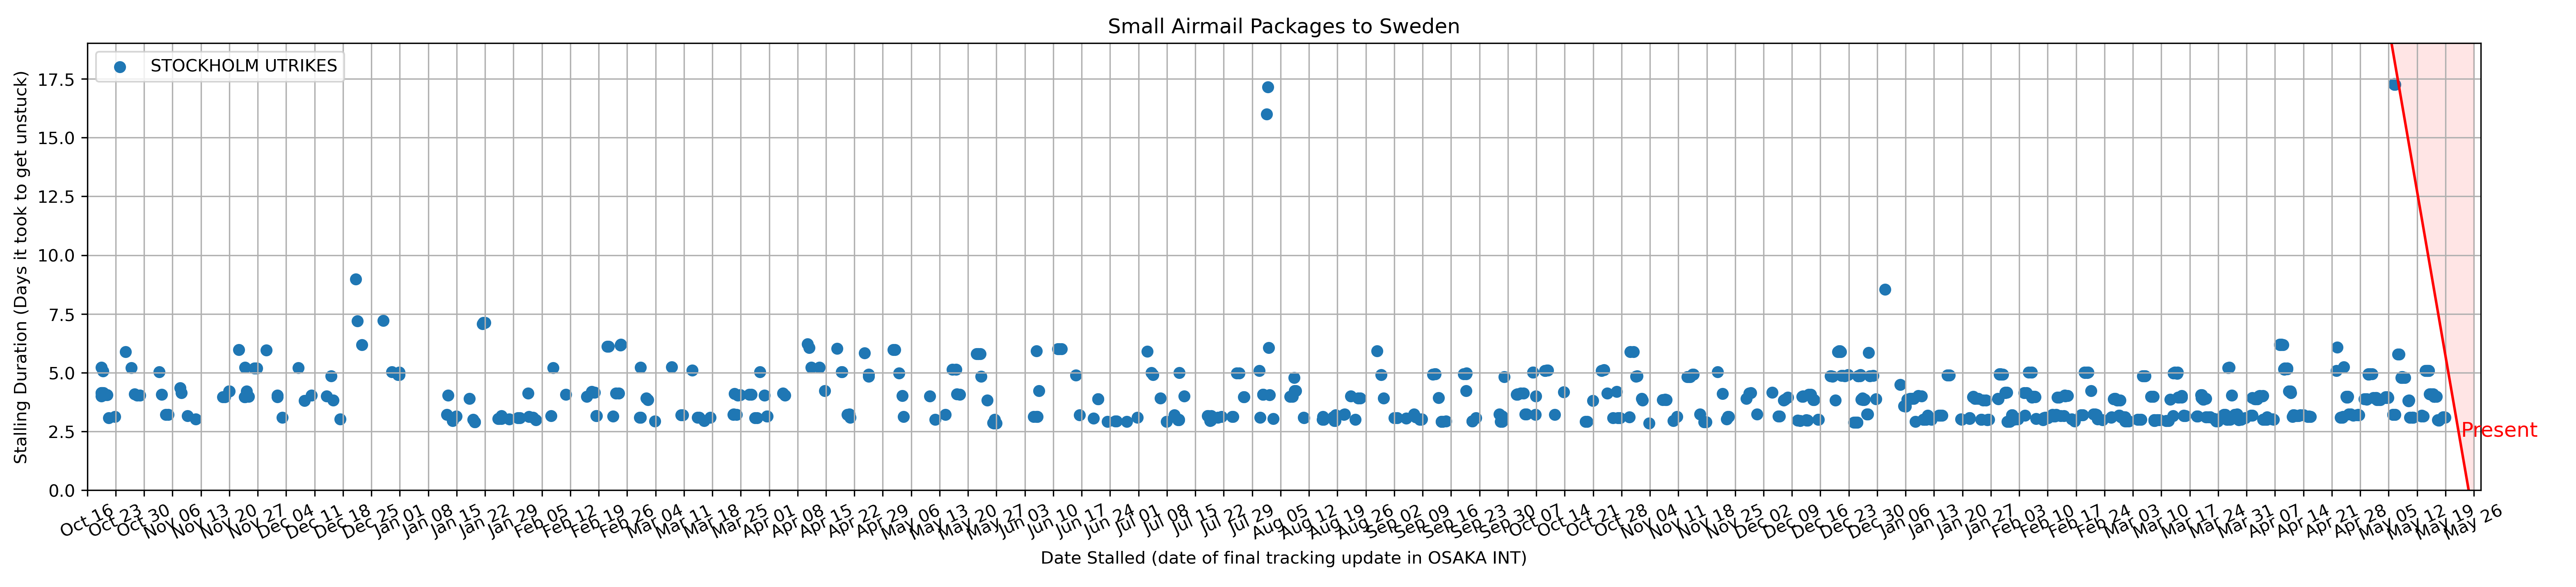 Small Airmail Packages to Sweden
STOCKHOLM UTRIKES
Stalling Duration (Days it took to get unstuck)
17.5
15.0
12.5
10.0
7.5
5.0
2.5
0.0
Present
Oct 16 Oct 23 Oct 30 Nov 06 Nov 13 Nov 20 Nov 27 Dec 04 Dec 11 Dec 18 Dec 25 Jan 01 Jan 08 Jan 15 Jan 22 Jan 29 Feb 05 Feb 12 Feb 19 Feb 26 Mar 04 Mar 11 Mar 18 Mar 25 Apr 01 Apr 08 Apr 15 Apr 22 Apr 29 May 06 May 13 May 20 May 27 Jun 03 Jun 10 Jun 17 Jun 24 Jul 01 Jul 08 Jul 15 Jul 22 Jul 29 Aug 05 Aug 12 Aug 19 Aug 26 Sep 02 Sep 09 Sep 16 Sep 23 Sep 30 Oct 07 Oct 14 Oct 21 Oct 28 Nov 04 Nov 11 Nov 18 Nov 25 Dec 02 Dec 09 Dec 16 Dec 23 Dec 30 Jan 06 Jan 13 Jan 20 Jan 27 Feb 03 Feb 10 Feb 17 Feb 24 Mar 03 Mar 10 Mar 17 Mar 24 Mar 31 Apr 07 Apr 14 Apr 21 Apr 28 May 05 May 12 May 19 May 26
Date Stalled (date of final tracking update in OSAKA INT)